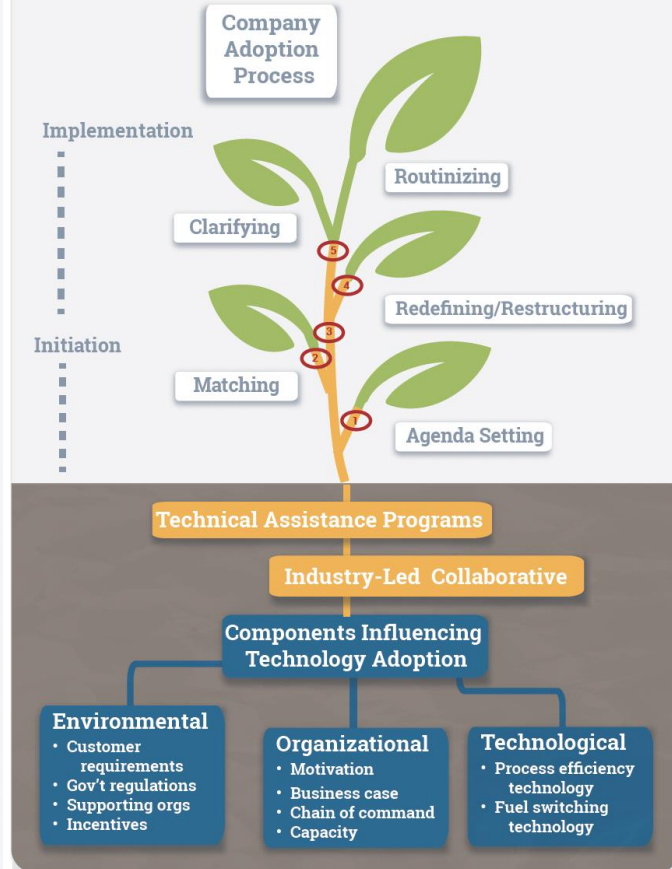 Company
Adoption
Process
Implementation
Routinizing
Clarifying
5
4
Redefining/Restructuring
3
Initiation
2
Matching
1
Agenda Setting
Technical Assistance Programs
Industry-Led Collaborative
Components Influencing
Technology Adoption
Environmental
• Customer
requirements
• Gov't regulations
• Supporting orgs
• Incentives
Organizational
• Motivation
• Business case
• Chain of command
• Capacity
Technological
• Process efficiency
technology
• Fuel switching
technology